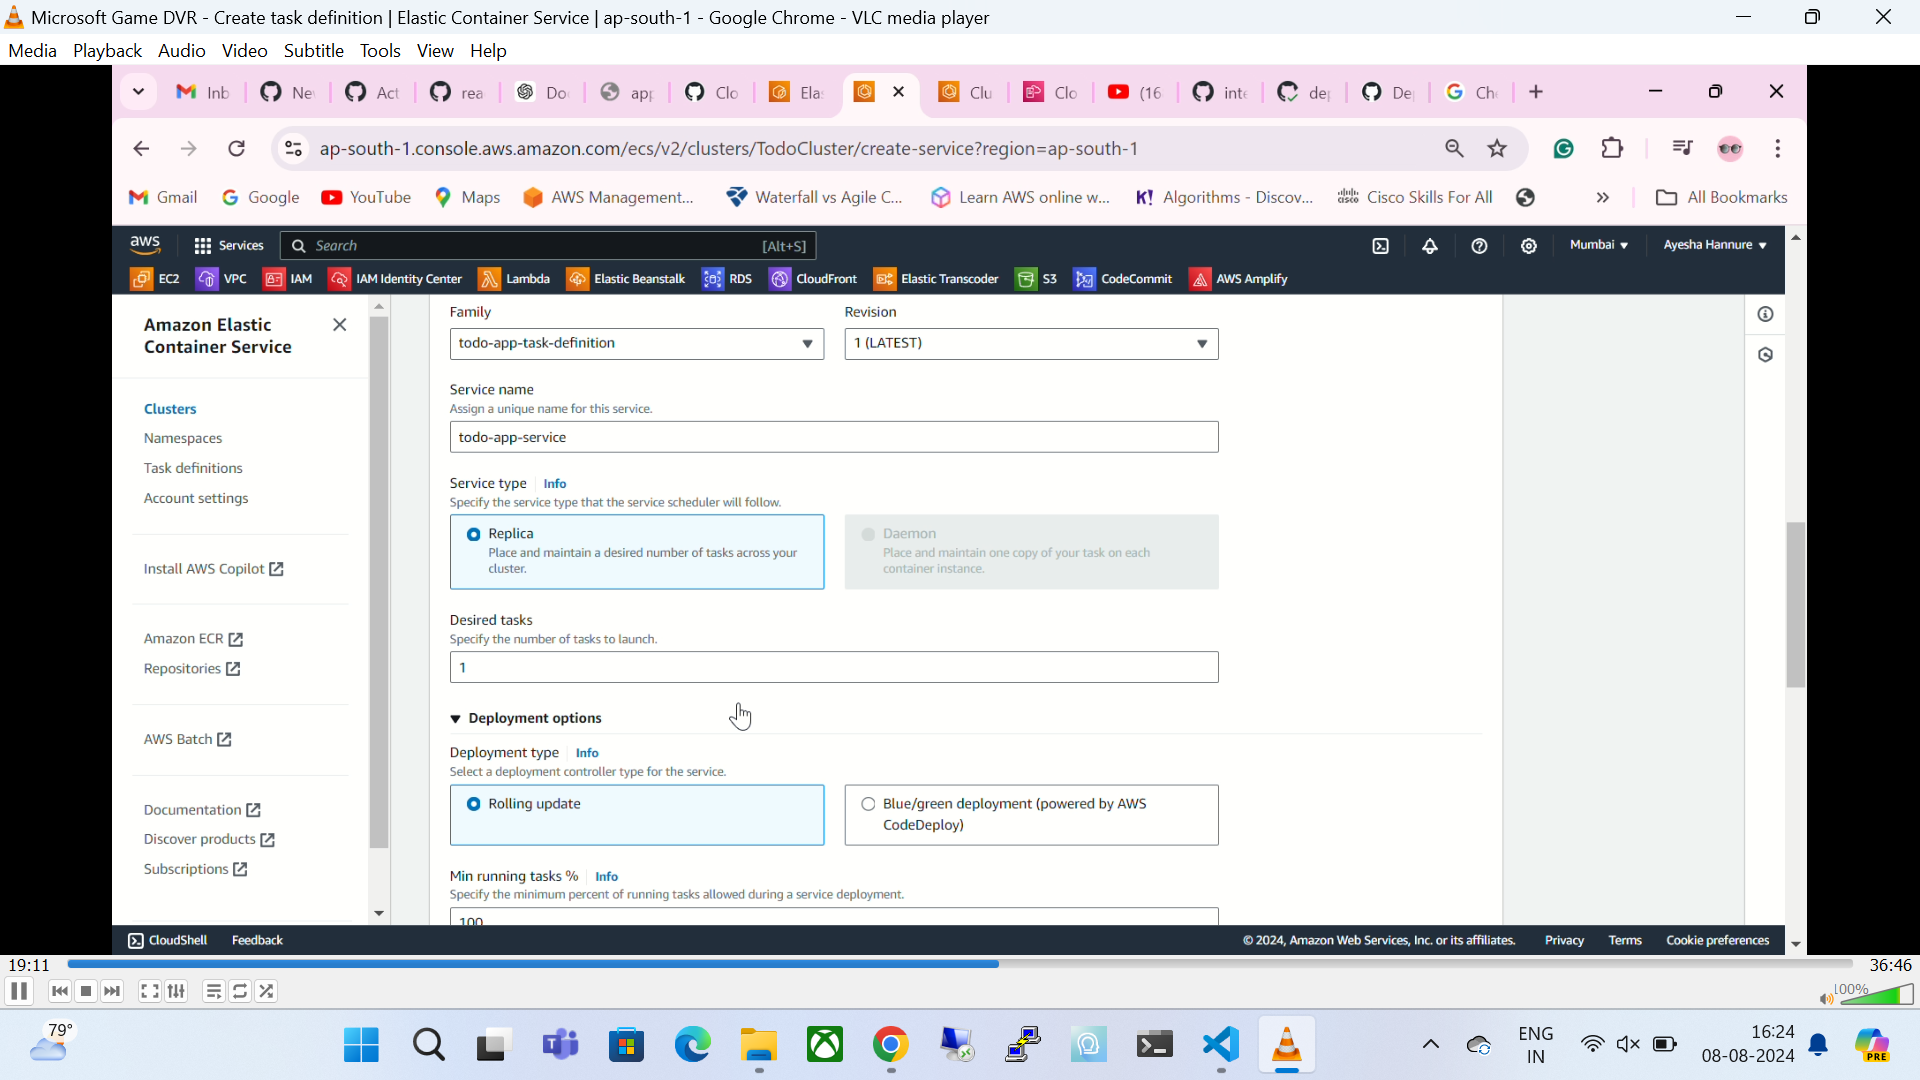 Microsoft Game DVR - Create task definition | Elastic Container Service | ap-south-1 - Google Chrome - VLC media player
Media Playback Audio Video Subtitle Tools View Help
Inb Ne Act rea Do app Clo Ela Clu Clo (16 inte de De Ch
ap-south-1.console.aws.amazon.com/ecs/v2/clusters/TodoCluster/create-service?region=ap-south-1
Gmail Google YouTube Maps AWS Management... Waterfall vs Agile C... Learn AWS online w... K! Algorithms - Discov... Cisco Skills For All » All Bookmarks
aws Services Search [Alt+S] Mumbai Ayesha Hannure
EC2 VPC IAM IAM Identity Center Lambda Elastic Beanstalk RDS CloudFront Elastic Transcoder S3 CodeCommit AWS Amplify
Amazon Elastic
Container Service
Clusters
Namespaces
Task definitions
Account settings
Install AWS Copilot
Amazon ECR
Repositories
AWS Batch
Documentation
Discover products
Subscriptions
Family
todo-app-task-definition
Revision
1 (LATEST)
Service name
Assign a unique name for this service.
todo-app-service
Service type Info
Specify the service type that the service scheduler will follow.
Replica
Place and maintain a desired number of tasks across your
cluster.
Daemon
Place and maintain one copy of your task on each
container instance.
Desired tasks
Specify the number of tasks to launch.
1
Deployment options
Deployment type Info
Select a deployment controller type for the service.
Rolling update
Blue/green deployment (powered by AWS
CodeDeploy)
Min running tasks % Info
Specify the minimum percent of running tasks allowed during a service deployment.
100
CloudShell Feedback © 2024, Amazon Web Services, Inc. or its affiliates. Privacy Terms Cookie preferences
19:11 36:46
100%
79°
ENG
IN
16:24
08-08-2024
PRE